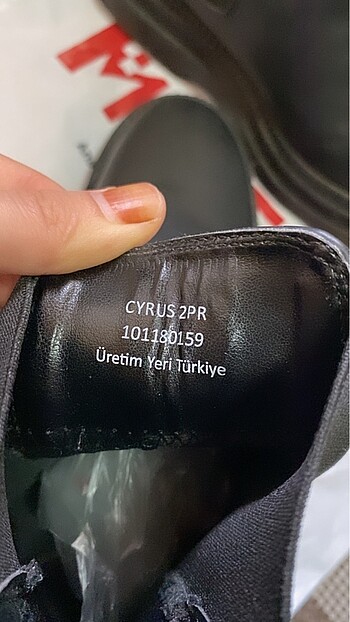 CYRUS 2PR
101180159
Üretim Yeri Türkiye